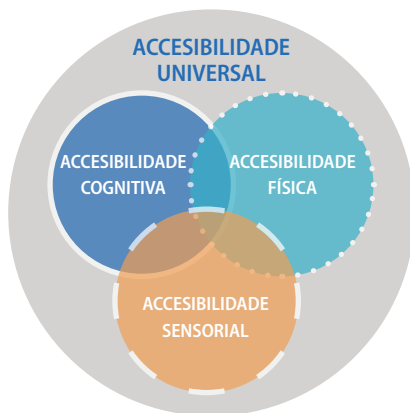 ACCESIBILIDADE
UNIVERSAL
ACCESIBILIDADE
COGNITIVA
ACCESIBILIDADE
FÍSICA
ACCESIBILIDADE
SENSORIAL